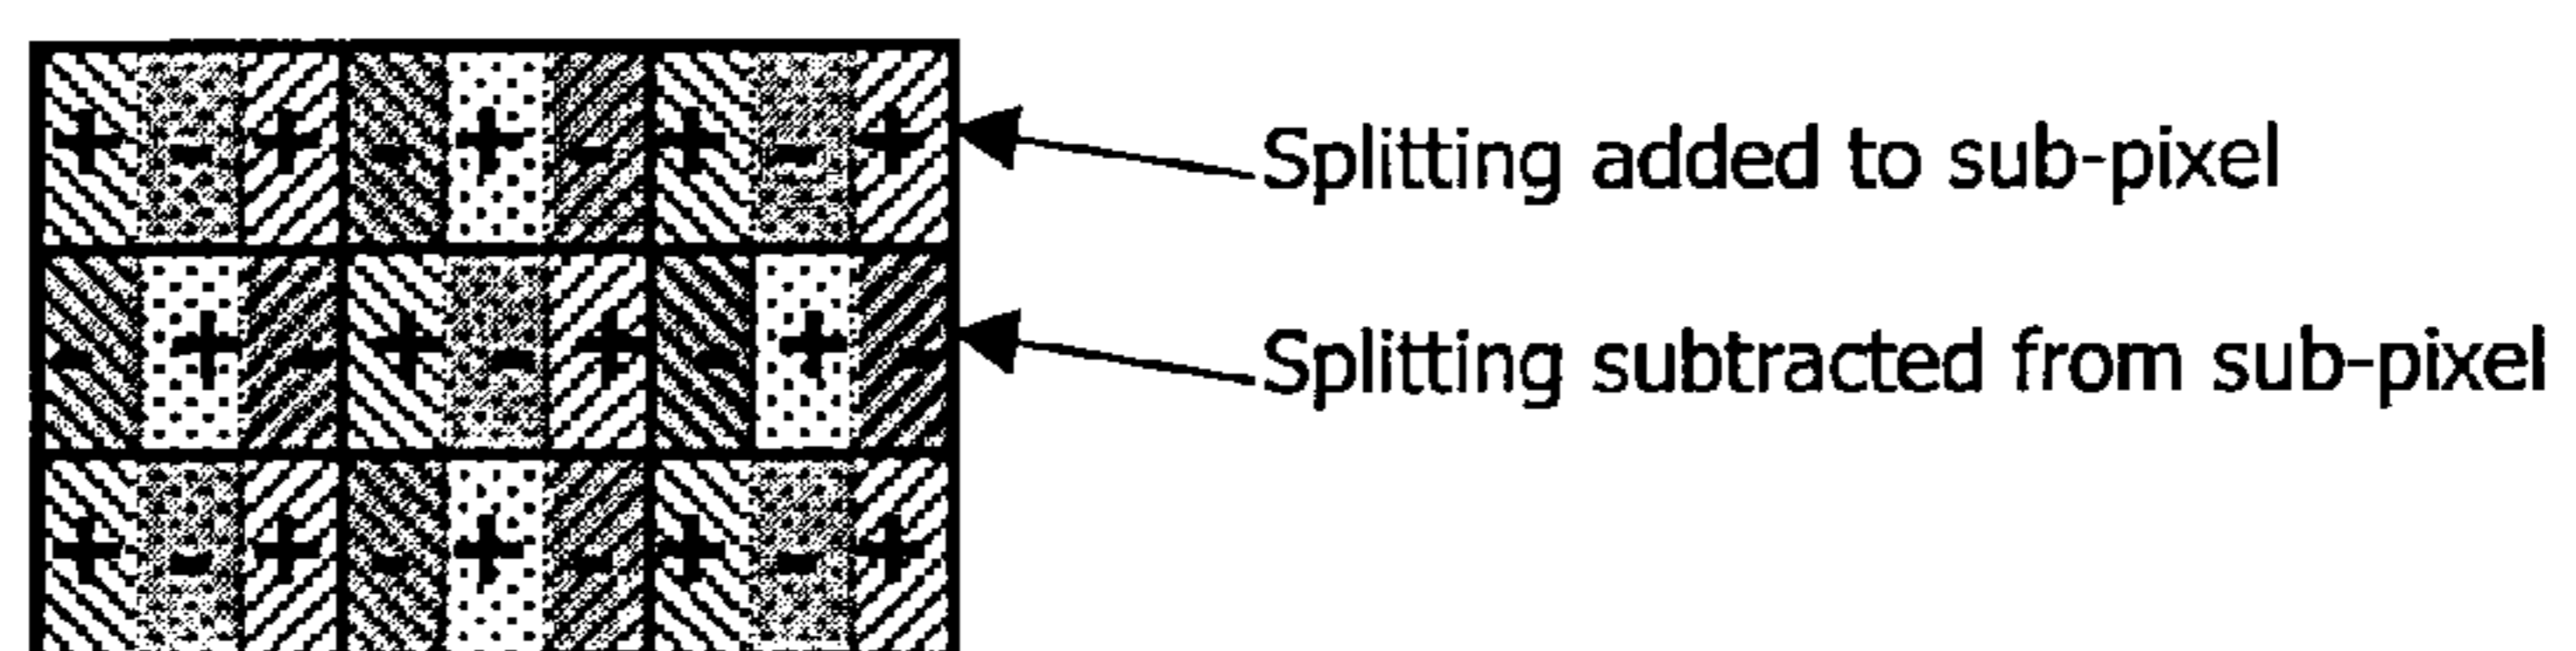 + - + - + - + - + Splitting added to sub-pixel
- + - + - + - + - Splitting subtracted from sub-pixel
+ - + - + - + - +